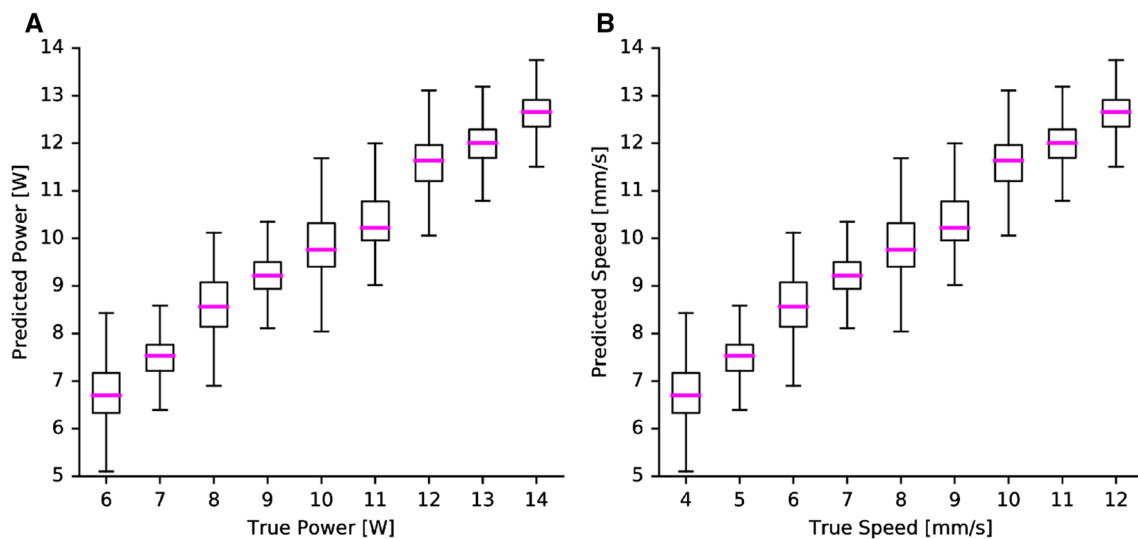 A
14
13
12
11
10
9
8
7
6
5
Predicted Power [W]
6 7 8 9 10 11 12 13 14
True Power [W]
B
14
13
12
11
10
9
8
7
6
5
Predicted Speed [mm/s]
4 5 6 7 8 9 10 11 12
True Speed [mm/s]